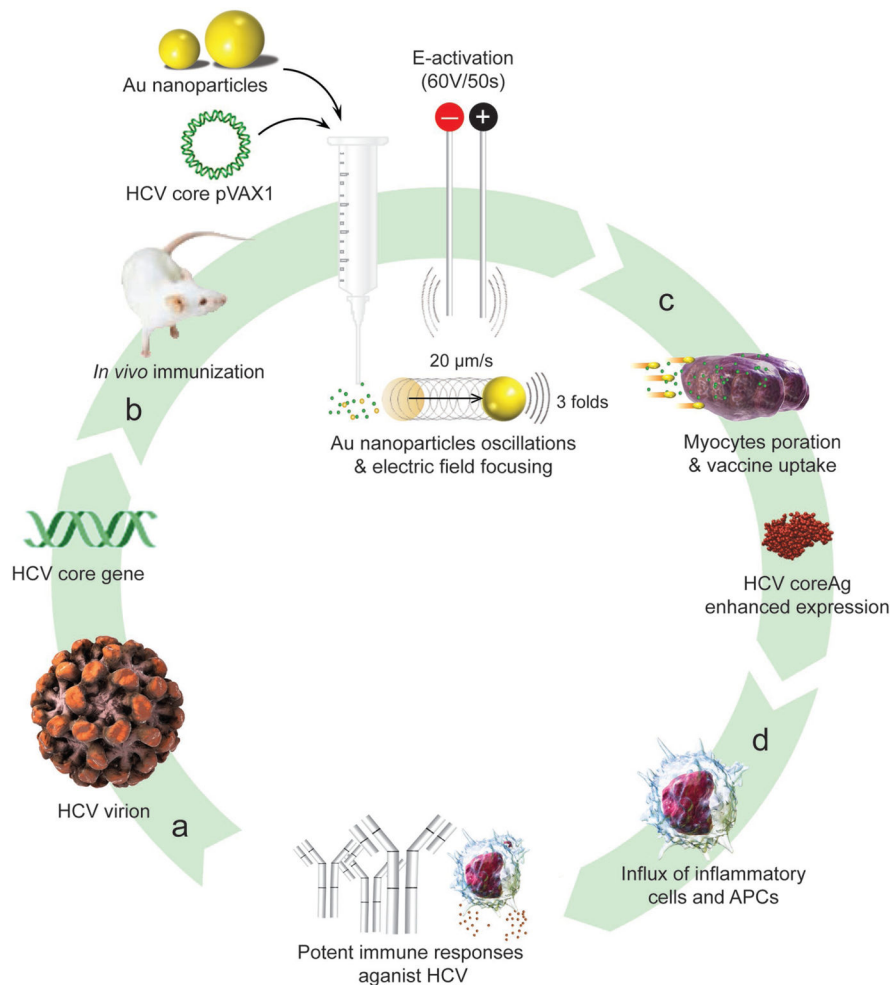 Au nanoparticles
HCV core pVAX1
E-activation
(60V/50s)
−
+
c
In vivo immunization
b
20 µm/s
3 folds
Au nanoparticles oscillations
& electric field focusing
Myocytes poration
& vaccine uptake
HCV core gene
HCV coreAg
enhanced expression
HCV virion
a
d
Influx of inflammatory
cells and APCs
Potent immune responses
aganist HCV